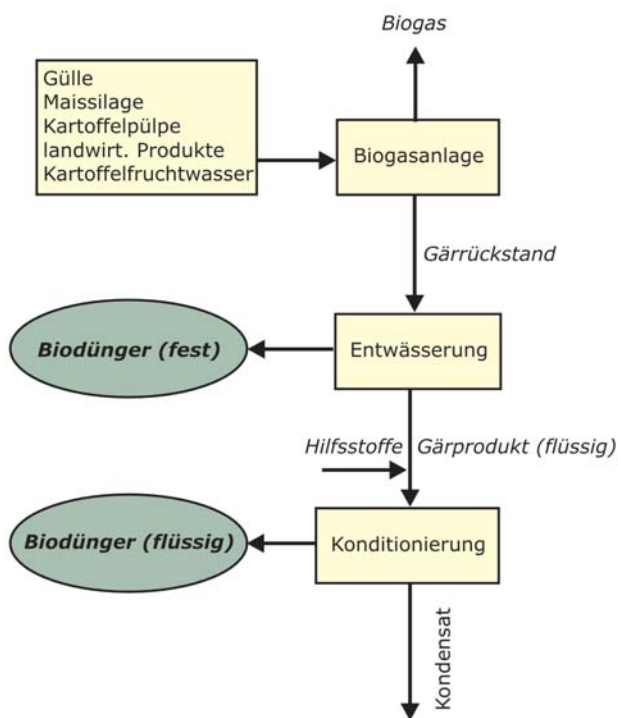 Biogas
Gülle
Maissilage
Kartoffelpülpe
landwirt. Produkte
Kartoffelfruchtwasser
Biogasanlage
Gärrückstand
Biodünger (fest)
Entwässerung
Hilfsstoffe
Gärprodukt (flüssig)
Biodünger (flüssig)
Konditionierung
Kondensat